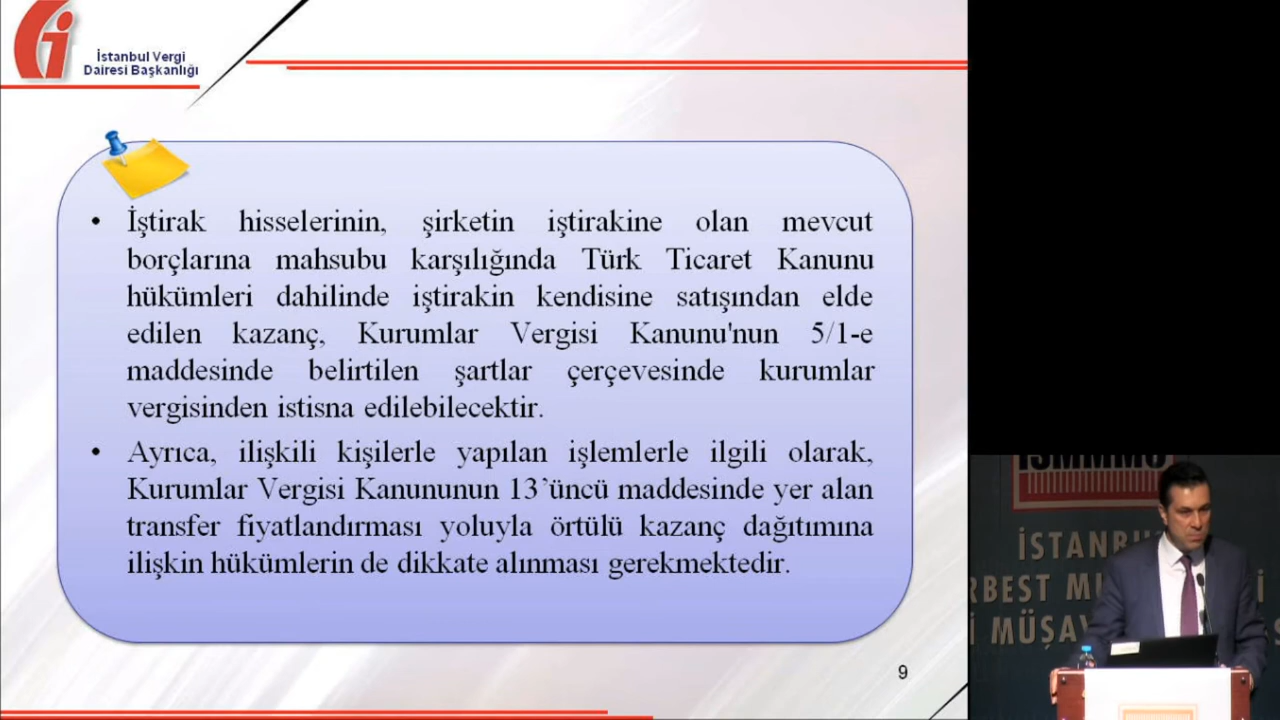 İstanbul Vergi
Dairesi Başkanlığı
• İştirak hisselerinin, şirketin iştirakine olan mevcut
borçlarına mahsubu karşılığında Türk Ticaret Kanunu
hükümleri dahilinde iştirakin kendisine satışından elde
edilen kazanç, Kurumlar Vergisi Kanunu'nun 5/1-e
maddesinde belirtilen şartlar çerçevesinde kurumlar
vergisinden istisna edilebilecektir.
• Ayrıca, ilişkili kişilerle yapılan işlemlerle ilgili olarak,
Kurumlar Vergisi Kanununun 13’üncü maddesinde yer alan
transfer fiyatlandırması yoluyla örtülü kazanç dağıtımına
ilişkin hükümlerin de dikkate alınması gerekmektedir.
9
İSMMMO
İSTANBU
RBEST MU
İ MÜŞAV